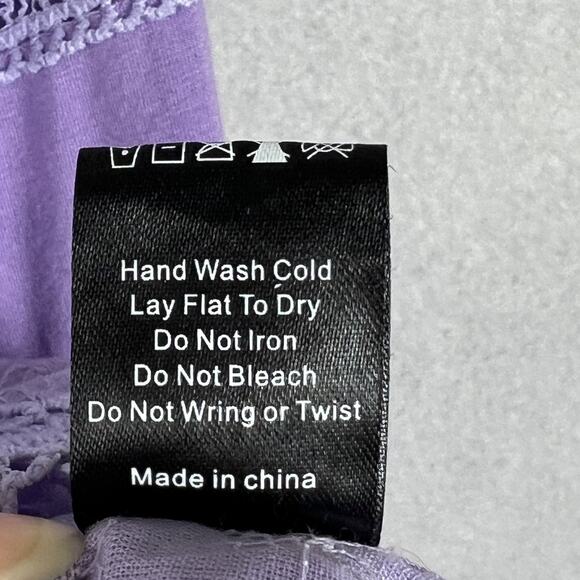 Hand Wash Cold
Lay Flat To Dry
Do Not Iron
Do Not Bleach
Do Not Wring or Twist
Made in china